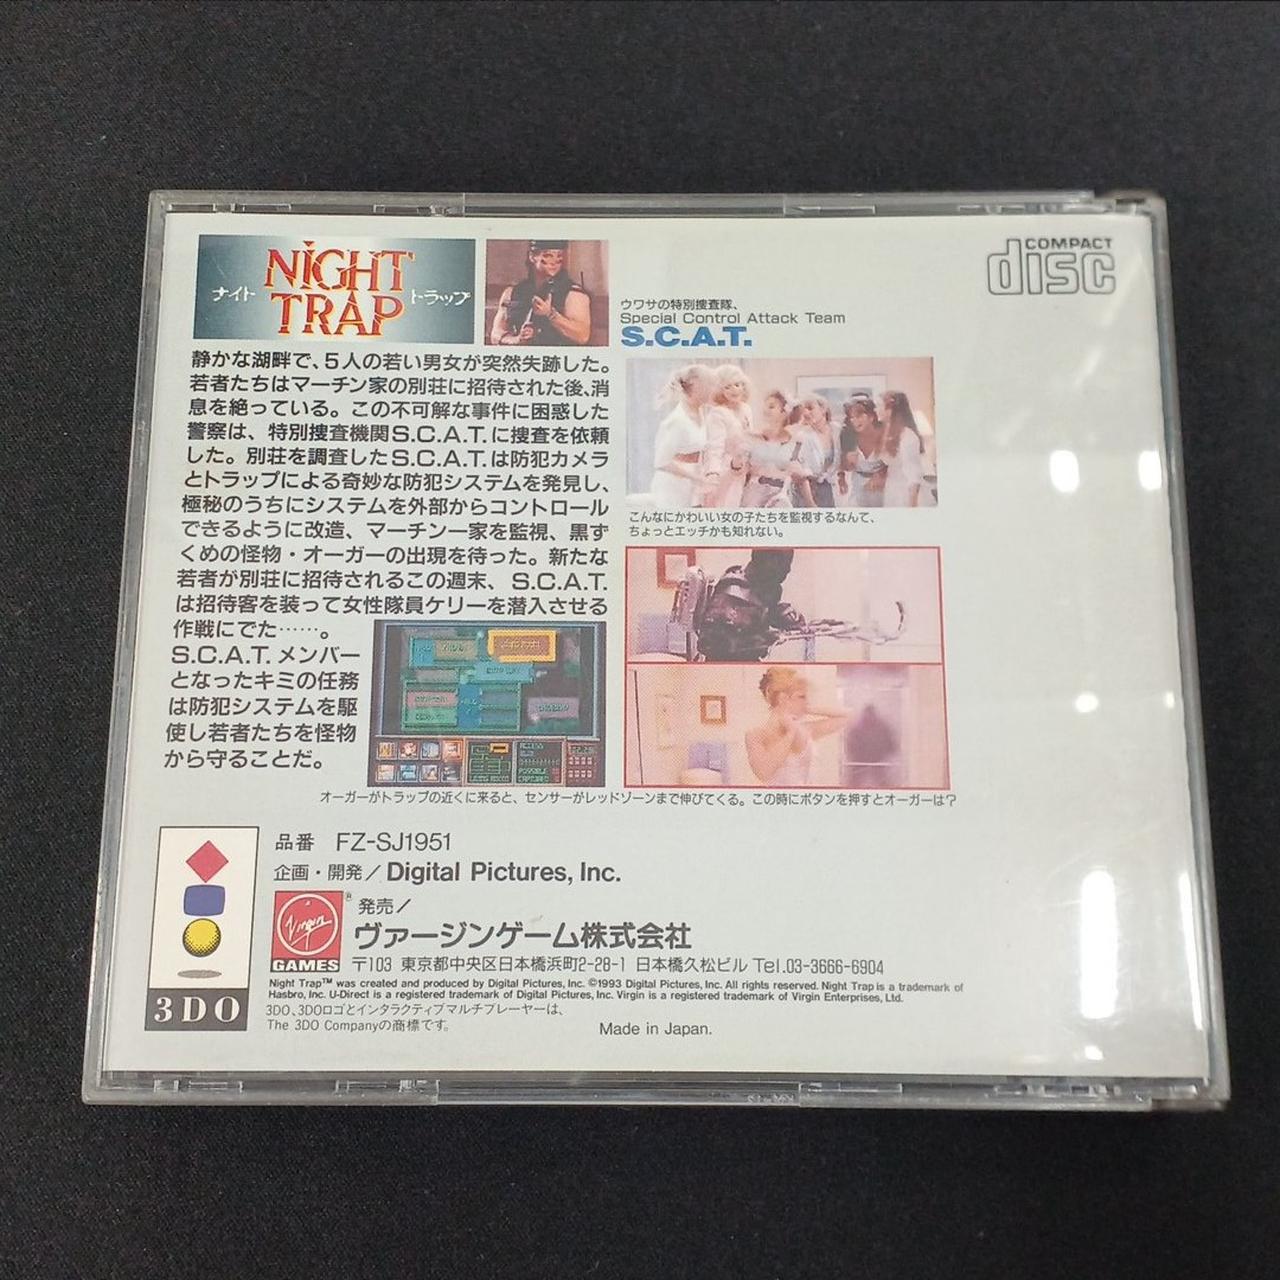 ナイト
NIGHT
TRAP
トラップ
COMPACT
disc
ウワサの特別捜査隊、
Special Control Attack Team
S.C.A.T.
静かな湖畔で、5人の若い男女が突然失跡した。
若者たちはマーチン家の別荘に招待された後、消
息を絶っている。この不可解な事件に困惑した
警察は、特別捜査機関S.C.A.T.に捜査を依頼
した。別荘を調査したS.C.A.T.は防犯カメラ
とトラップによる奇妙な防犯システムを発見し、
極秘のうちにシステムを外部からコントロール
できるように改造、マーチン一家を監視、黒ず
くめの怪物・オーガーの出現を待った。新たな
若者が別荘に招待されるこの週末、S.C.A.T.
は招待客を装って女性隊員ケリーを潜入させる
作戦にでた……。
S.C.A.T.メンバー
となったキミの任務
は防犯システムを駆
使し若者たちを怪物
から守ることだ。
こんなにかわいい女の子たちを監視するなんて、
ちょっとエッチかも知れない。
オーガーがトラップの近くに来ると、センサーがレッドゾーンまで伸びてくる。この時にボタンを押すとオーガーは?
品番 FZ-SJ1951
企画・開発/Digital Pictures, Inc.
Virgin
GAMES
®
発売/
ヴァージンゲーム株式会社
〒103 東京都中央区日本橋浜町2-28-1 日本橋久松ビル Tel.03-3666-6904
Night Trap™ was created and produced by Digital Pictures, Inc. ©1993 Digital Pictures, Inc. All rights reserved. Night Trap is a trademark of
Hasbro, Inc. U-Direct is a registered trademark of Digital Pictures, Inc. Virgin is a registered trademark of Virgin Enterprises, Ltd.
3DO、3DOロゴとインタラクティブマルチプレーヤーは、
The 3DO Companyの商標です。
Made in Japan.
3DO